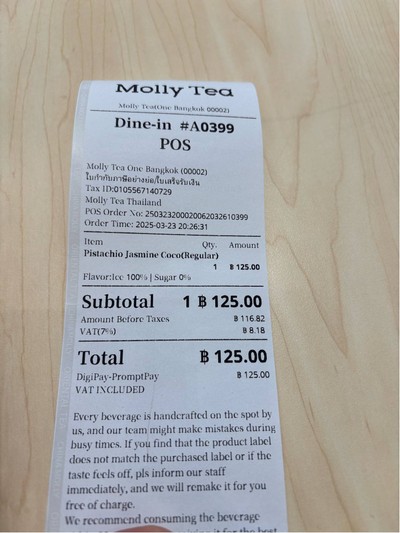 Molly Tea
Molly Tea(One Bangkok 00002)
Dine-in #A0399
POS
Molly Tea One Bangkok (00002)
ใบกำกับภาษีอย่างย่อ/ใบเสร็จรับเงิน
Tax ID:0105567140729
Molly Tea Thailand
POS Order No: 250323200020062032610399
Order Time: 2025-03-23 20:26:31
Item Qty. Amount
Pistachio Jasmine Coco(Regular)
1 ฿ 125.00
Flavor:Ice 100% | Sugar 0%
Subtotal 1 ฿ 125.00
Amount Before Taxes ฿ 116.82
VAT(7%) ฿ 8.18
Total ฿ 125.00
DigiPay-PromptPay ฿ 125.00
VAT INCLUDED
Every beverage is handcrafted on the spot by
us, and our team might make mistakes during
busy times. If you find that the product label
does not match the purchased label or if the
taste feels off, pls inform our staff
immediately, and we will remake it for you
free of charge.
We recommend consuming the beverage
it for the best